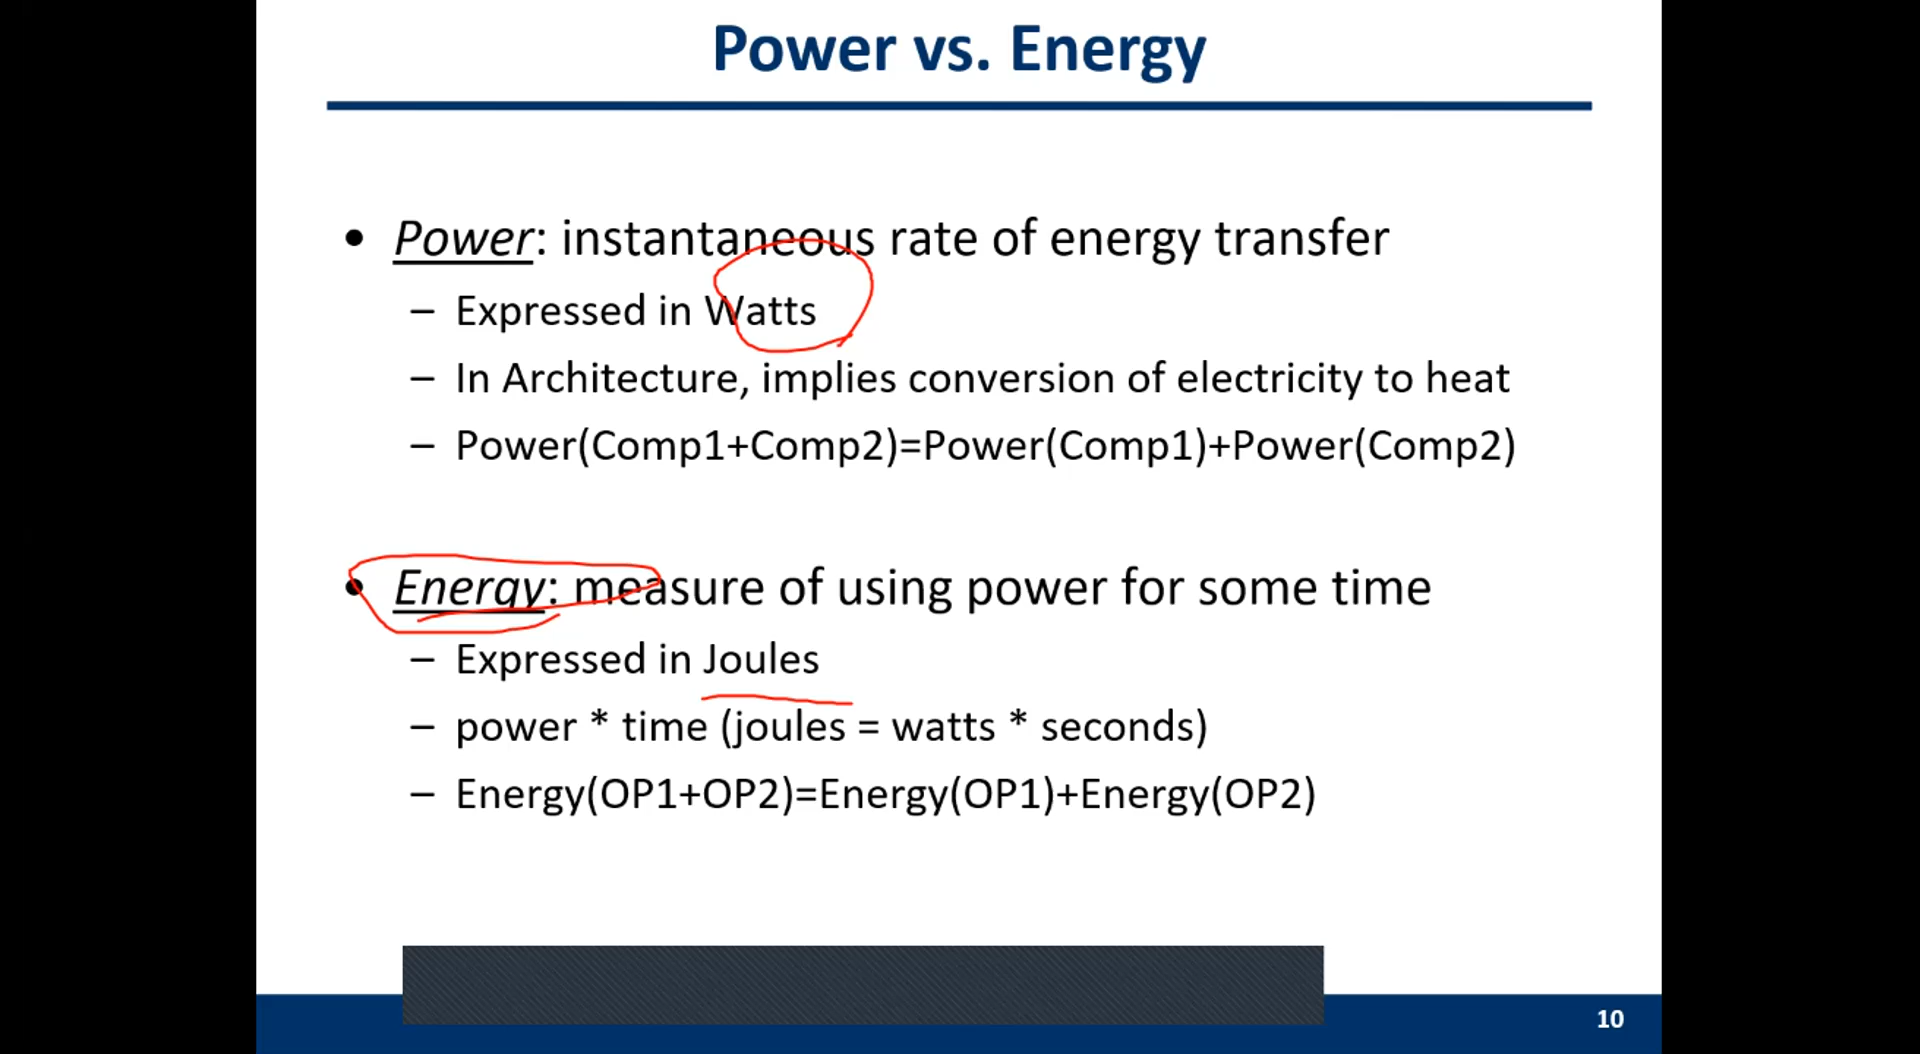 Power vs. Energy
• Power: instantaneous rate of energy transfer
– Expressed in Watts
– In Architecture, implies conversion of electricity to heat
– Power(Comp1+Comp2)=Power(Comp1)+Power(Comp2)
• Energy: measure of using power for some time
– Expressed in Joules
– power * time (joules = watts * seconds)
– Energy(OP1+OP2)=Energy(OP1)+Energy(OP2)
10